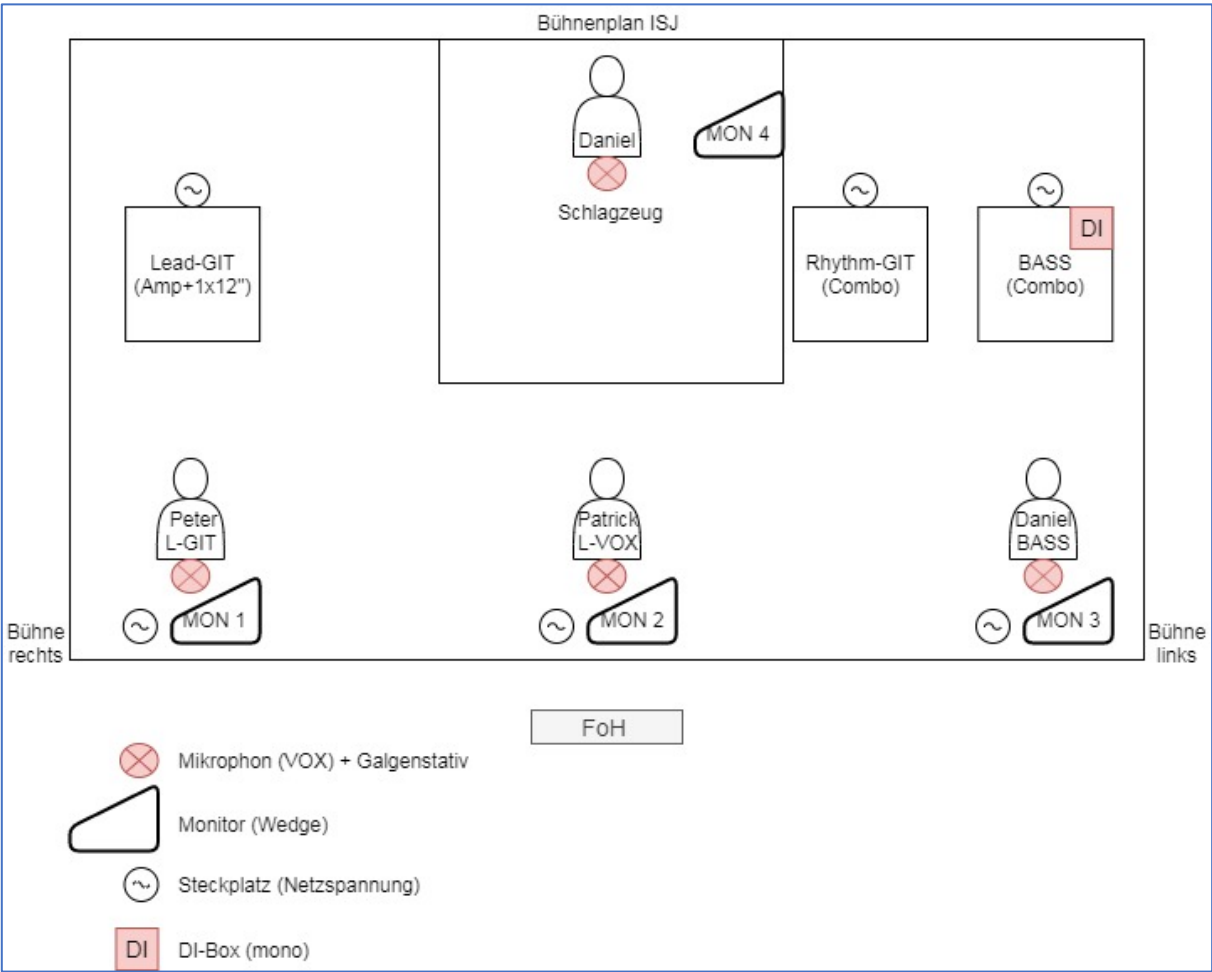 Bühnenplan ISJ
Daniel
MON 4
Schlagzeug
Lead-GIT
(Amp+1x12")
Rhythm-GIT
(Combo)
DI
BASS
(Combo)
Peter
L-GIT
Patrick
L-VOX
Daniel
BASS
MON 1
MON 2
MON 3
Bühne
rechts
Bühne
links
FoH
Mikrophon (VOX) + Galgenstativ
Monitor (Wedge)
Steckplatz (Netzspannung)
DI
DI-Box (mono)